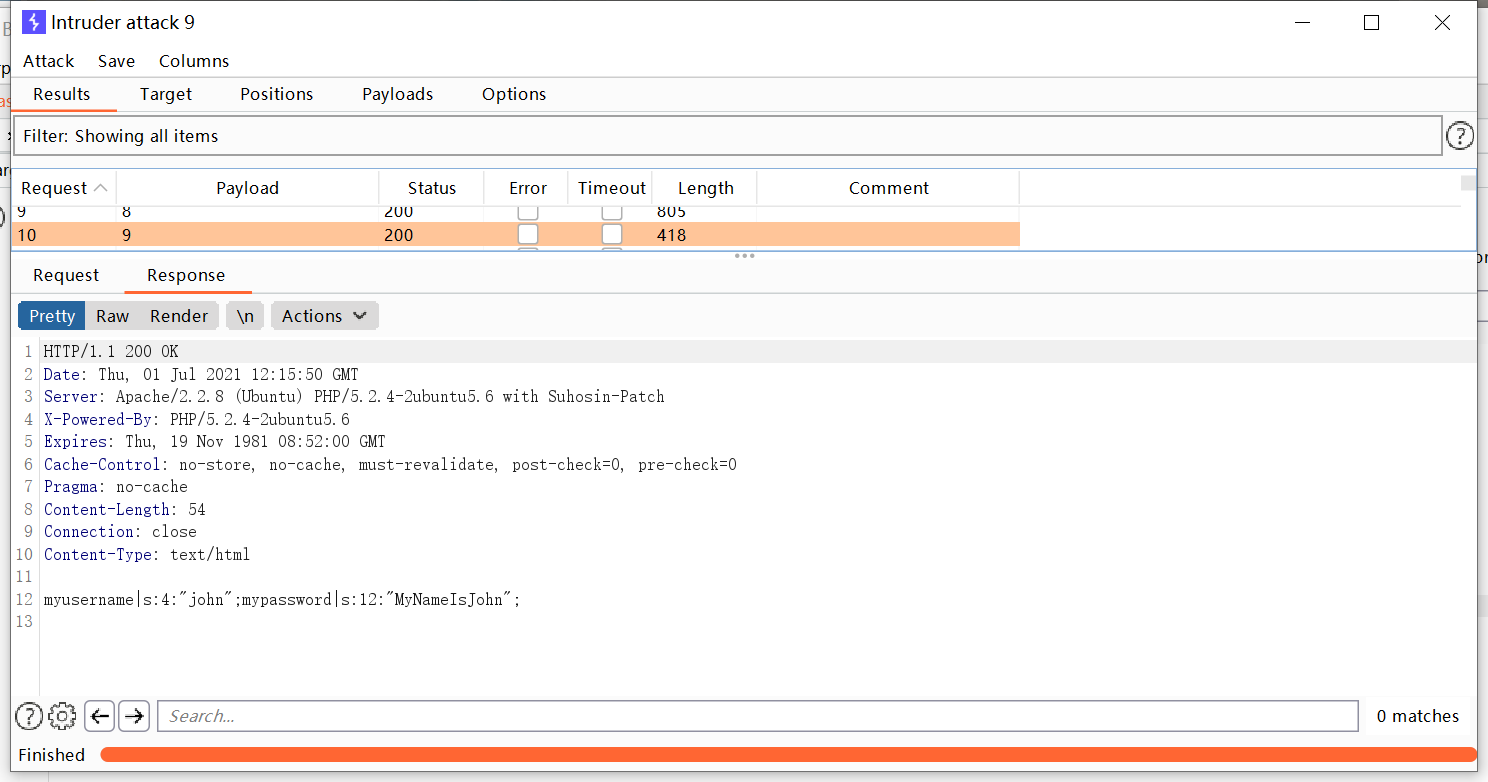 Intruder attack 9
Attack Save Columns
Results Target Positions Payloads Options
Filter: Showing all items
Request Payload Status Error Timeout Length Comment
9 8 200 805
10 9 200 418
Request Response
Pretty Raw Render \n Actions
1 HTTP/1.1 200 OK
2 Date: Thu, 01 Jul 2021 12:15:50 GMT
3 Server: Apache/2.2.8 (Ubuntu) PHP/5.2.4-2ubuntu5.6 with Suhosin-Patch
4 X-Powered-By: PHP/5.2.4-2ubuntu5.6
5 Expires: Thu, 19 Nov 1981 08:52:00 GMT
6 Cache-Control: no-store, no-cache, must-revalidate, post-check=0, pre-check=0
7 Pragma: no-cache
8 Content-Length: 54
9 Connection: close
10 Content-Type: text/html
11
12 myusername|s:4:"john";mypassword|s:12:"MyNameIsJohn";
13
Search...
0 matches
Finished